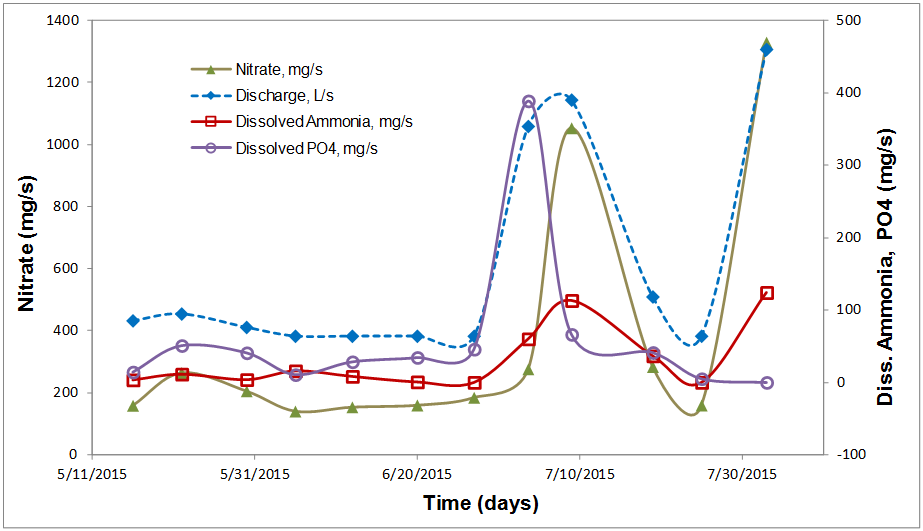 1400
1200
1000
800
600
400
200
0
Nitrate (mg/s)
Nitrate, mg/s
Discharge, L/s
Dissolved Ammonia, mg/s
Dissolved PO4, mg/s
500
400
300
200
100
0
-100
Diss. Ammonia, PO4 (mg/s)
5/11/2015 5/31/2015 6/20/2015 7/10/2015 7/30/2015
Time (days)